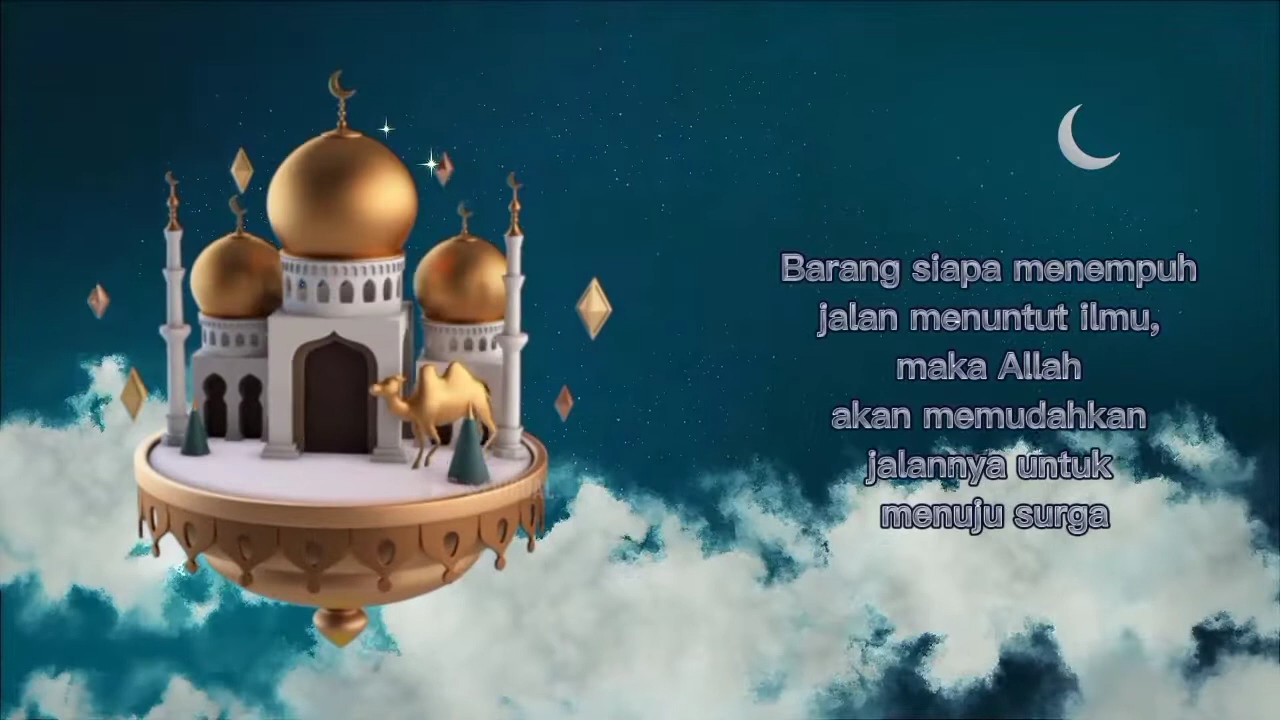 Barang siapa menempuh
jalan menuntut ilmu,
maka Allah
akan memudahkan
jalannya untuk
menuju surga